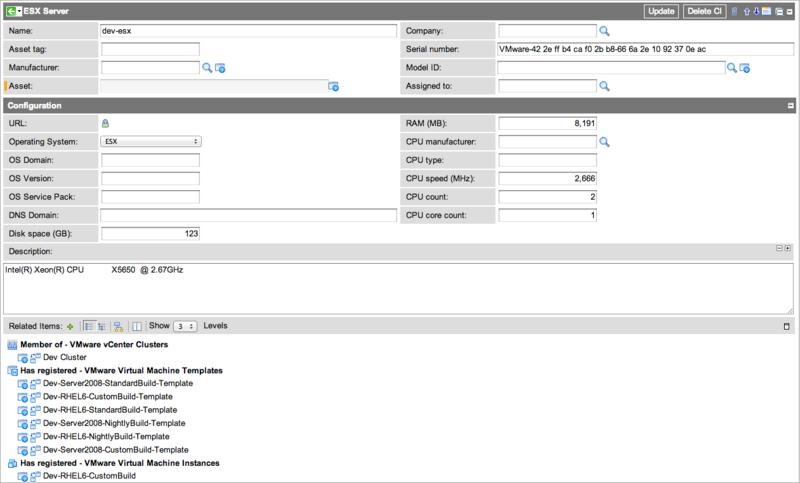 ESX Server Update Delete CI
Name: dev-esx Company:
Asset tag: Serial number: VMware-42 2e ff b4 ca f0 2b b8-66 6a 2e 10 92 37 0e ac
Manufacturer: Model ID:
Asset: Assigned to:
Configuration
URL: RAM (MB): 8,191
Operating System: ESX CPU manufacturer:
OS Domain: CPU type:
OS Version: CPU speed (MHz): 2,666
OS Service Pack: CPU count: 2
DNS Domain: CPU core count: 1
Disk space (GB): 123
Description:
Intel(R) Xeon(R) CPU X5650 @ 2.67GHz
Related Items: Show 3 Levels
Member of - VMware vCenter Clusters
Dev Cluster
Has registered - VMware Virtual Machine Templates
Dev-Server2008-StandardBuild-Template
Dev-RHEL6-CustomBuild-Template
Dev-RHEL6-StandardBuild-Template
Dev-Server2008-NightlyBuild-Template
Dev-RHEL6-NightlyBuild-Template
Dev-Server2008-CustomBuild-Template
Has registered - VMware Virtual Machine Instances
Dev-RHEL6-CustomBuild